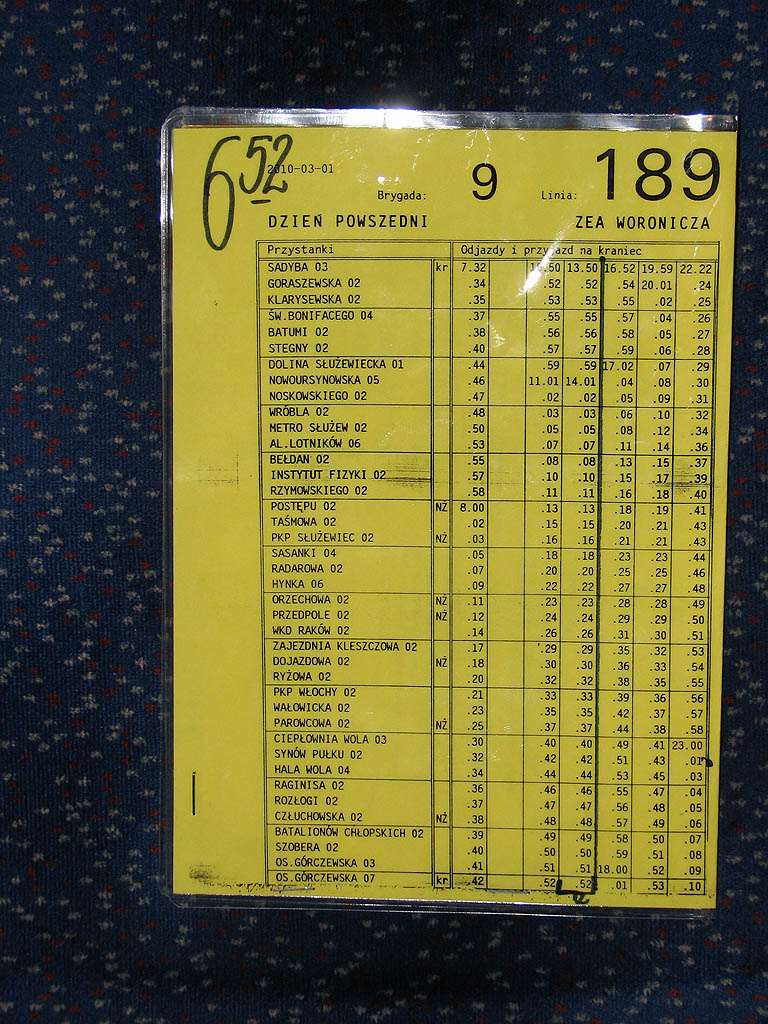 6 52
2010-03-01
Brygada: 9 Linia: 189
DZIEŃ POWSZEDNI ZEA WORONICZA
Przystanki Odjazdy i przyjazd na kraniec
SADYBA 03 kr 7.32 .50 13.50 16.52 19.59 22.22
GORASZEWSKA 02 .34 .52 .52 .54 20.01 .24
KLARYSEWSKA 02 .35 .53 .53 .55 .02 .25
ŚW.BONIFACEGO 04 .37 .55 .55 .57 .04 .26
BATUMI 02 .38 .56 .56 .58 .05 .27
STEGNY 02 .40 .57 .57 .59 .06 .28
DOLINA SŁUŻEWIECKA 01 .44 .59 .59 17.02 .07 .29
NOWOURSYNOWSKA 05 .46 11.01 14.01 .04 .08 .30
NOSKOWSKIEGO 02 .47 .02 .02 .05 .09 .31
WRÓBLA 02 .48 .03 .03 .06 .10 .32
METRO SŁUŻEW 02 .50 .05 .05 .08 .12 .34
AL.LOTNIKÓW 06 .53 .07 .07 .11 .14 .36
BEŁDAN 02 .55 .08 .08 .13 .15 .37
INSTYTUT FIZYKI 02 .57 .10 .10 .15 .17 .39
RZYMOWSKIEGO 02 .58 .11 .11 .16 .18 .40
POSTĘPU 02 NŻ 8.00 .13 .13 .18 .19 .41
TAŚMOWA 02 .02 .15 .15 .20 .21 .43
PKP SŁUŻEWIEC 02 NŻ .03 .16 .16 .21 .21 .43
SASANKI 04 .05 .18 .18 .23 .23 .44
RADAROWA 02 .07 .20 .20 .25 .25 .46
HYNKA 06 .09 .22 .22 .27 .27 .48
ORZECHOWA 02 NŻ .11 .23 .23 .28 .28 .49
PRZEDPOLE 02 NŻ .12 .24 .24 .29 .29 .50
WKD RAKÓW 02 .14 .26 .26 .31 .30 .51
ZAJEZDNIA KLESZCZOWA 02 .17 .29 .29 .35 .32 .53
DOJAZDOWA 02 NŻ .18 .30 .30 .36 .33 .54
RYŻOWA 02 .20 .32 .32 .38 .35 .55
PKP WŁOCHY 02 .21 .33 .33 .39 .36 .56
WAŁOWICKA 02 .23 .35 .35 .42 .37 .57
PAROWCOWA 02 NŻ .25 .37 .37 .44 .38 .58
CIEPŁOWNIA WOLA 03 .30 .40 .40 .49 .41 23.00
SYNÓW PUŁKU 02 .32 .42 .42 .51 .43 .01
HALA WOLA 04 .34 .44 .44 .53 .45 .03
RAGINISA 02 .36 .46 .46 .55 .47 .04
ROZŁOGI 02 .37 .47 .47 .56 .48 .05
CZŁUCHOWSKA 02 NŻ .38 .48 .48 .57 .49 .06
BATALIONÓW CHŁOPSKICH 02 .39 .49 .49 .58 .50 .07
SZOBERA 02 .40 .50 .50 .59 .51 .08
OS.GÓRCZEWSKA 03 .41 .51 .51 18.00 .52 .09
OS.GÓRCZEWSKA 07 kr .42 .52 .52 .01 .53 .10